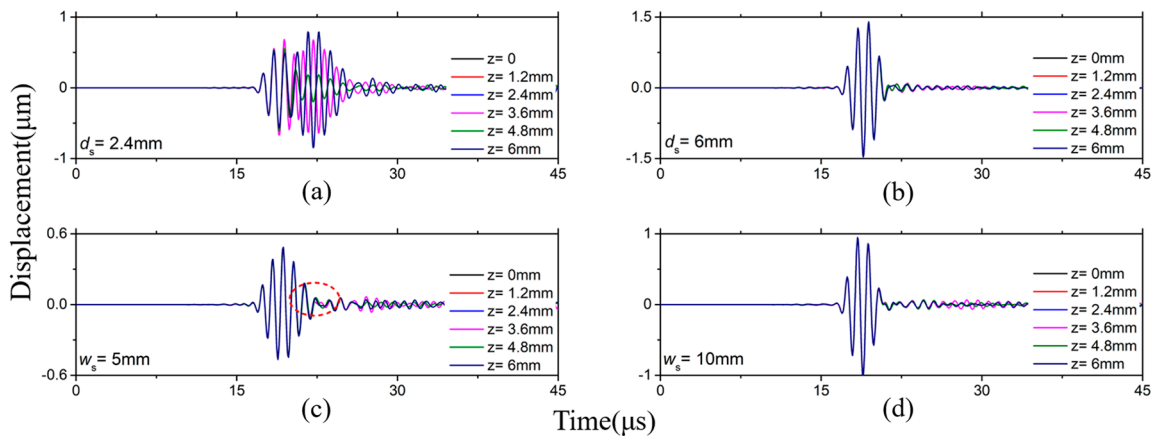 Displacement(μm)
1
0
-1
z= 0
z= 1.2mm
z= 2.4mm
z= 3.6mm
z= 4.8mm
z= 6mm
ds= 2.4mm
0
15
30
45
(a)
1.5
0.0
-1.5
z= 0mm
z= 1.2mm
z= 2.4mm
z= 3.6mm
z= 4.8mm
z= 6mm
ds= 6mm
0
15
30
45
(b)
0.6
0.0
-0.6
z= 0mm
z= 1.2mm
z= 2.4mm
z= 3.6mm
z= 4.8mm
z= 6mm
ws= 5mm
0
15
30
45
(c)
1
0
-1
z= 0mm
z= 1.2mm
z= 2.4mm
z= 3.6mm
z= 4.8mm
z= 6mm
ws= 10mm
0
15
30
45
(d)
Time(μs)